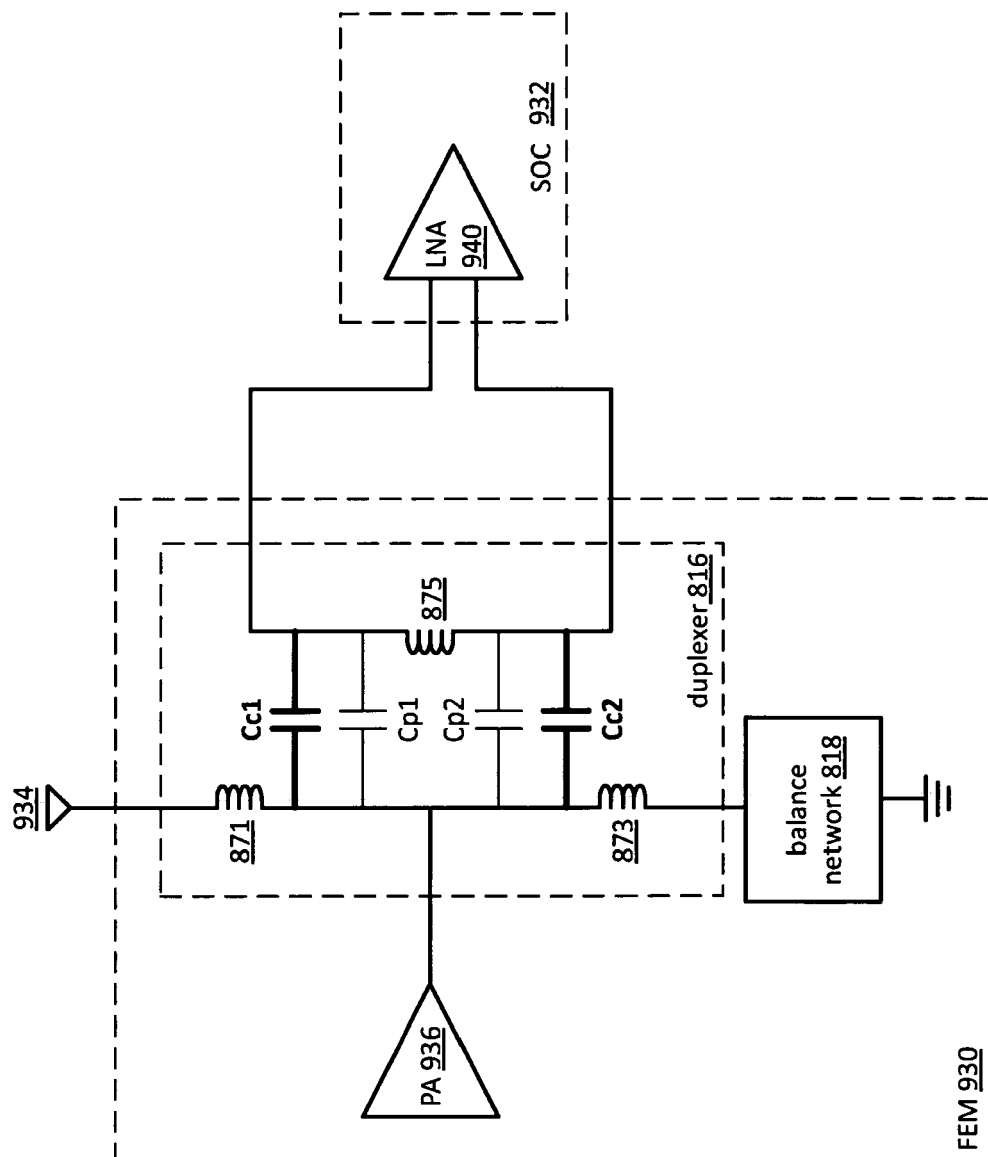 934
871
Cc1
Cp1
875
Cp2
Cc2
873
duplexer 816
PA 936
LNA
940
SOC 932
balance
network 818
FEM 930